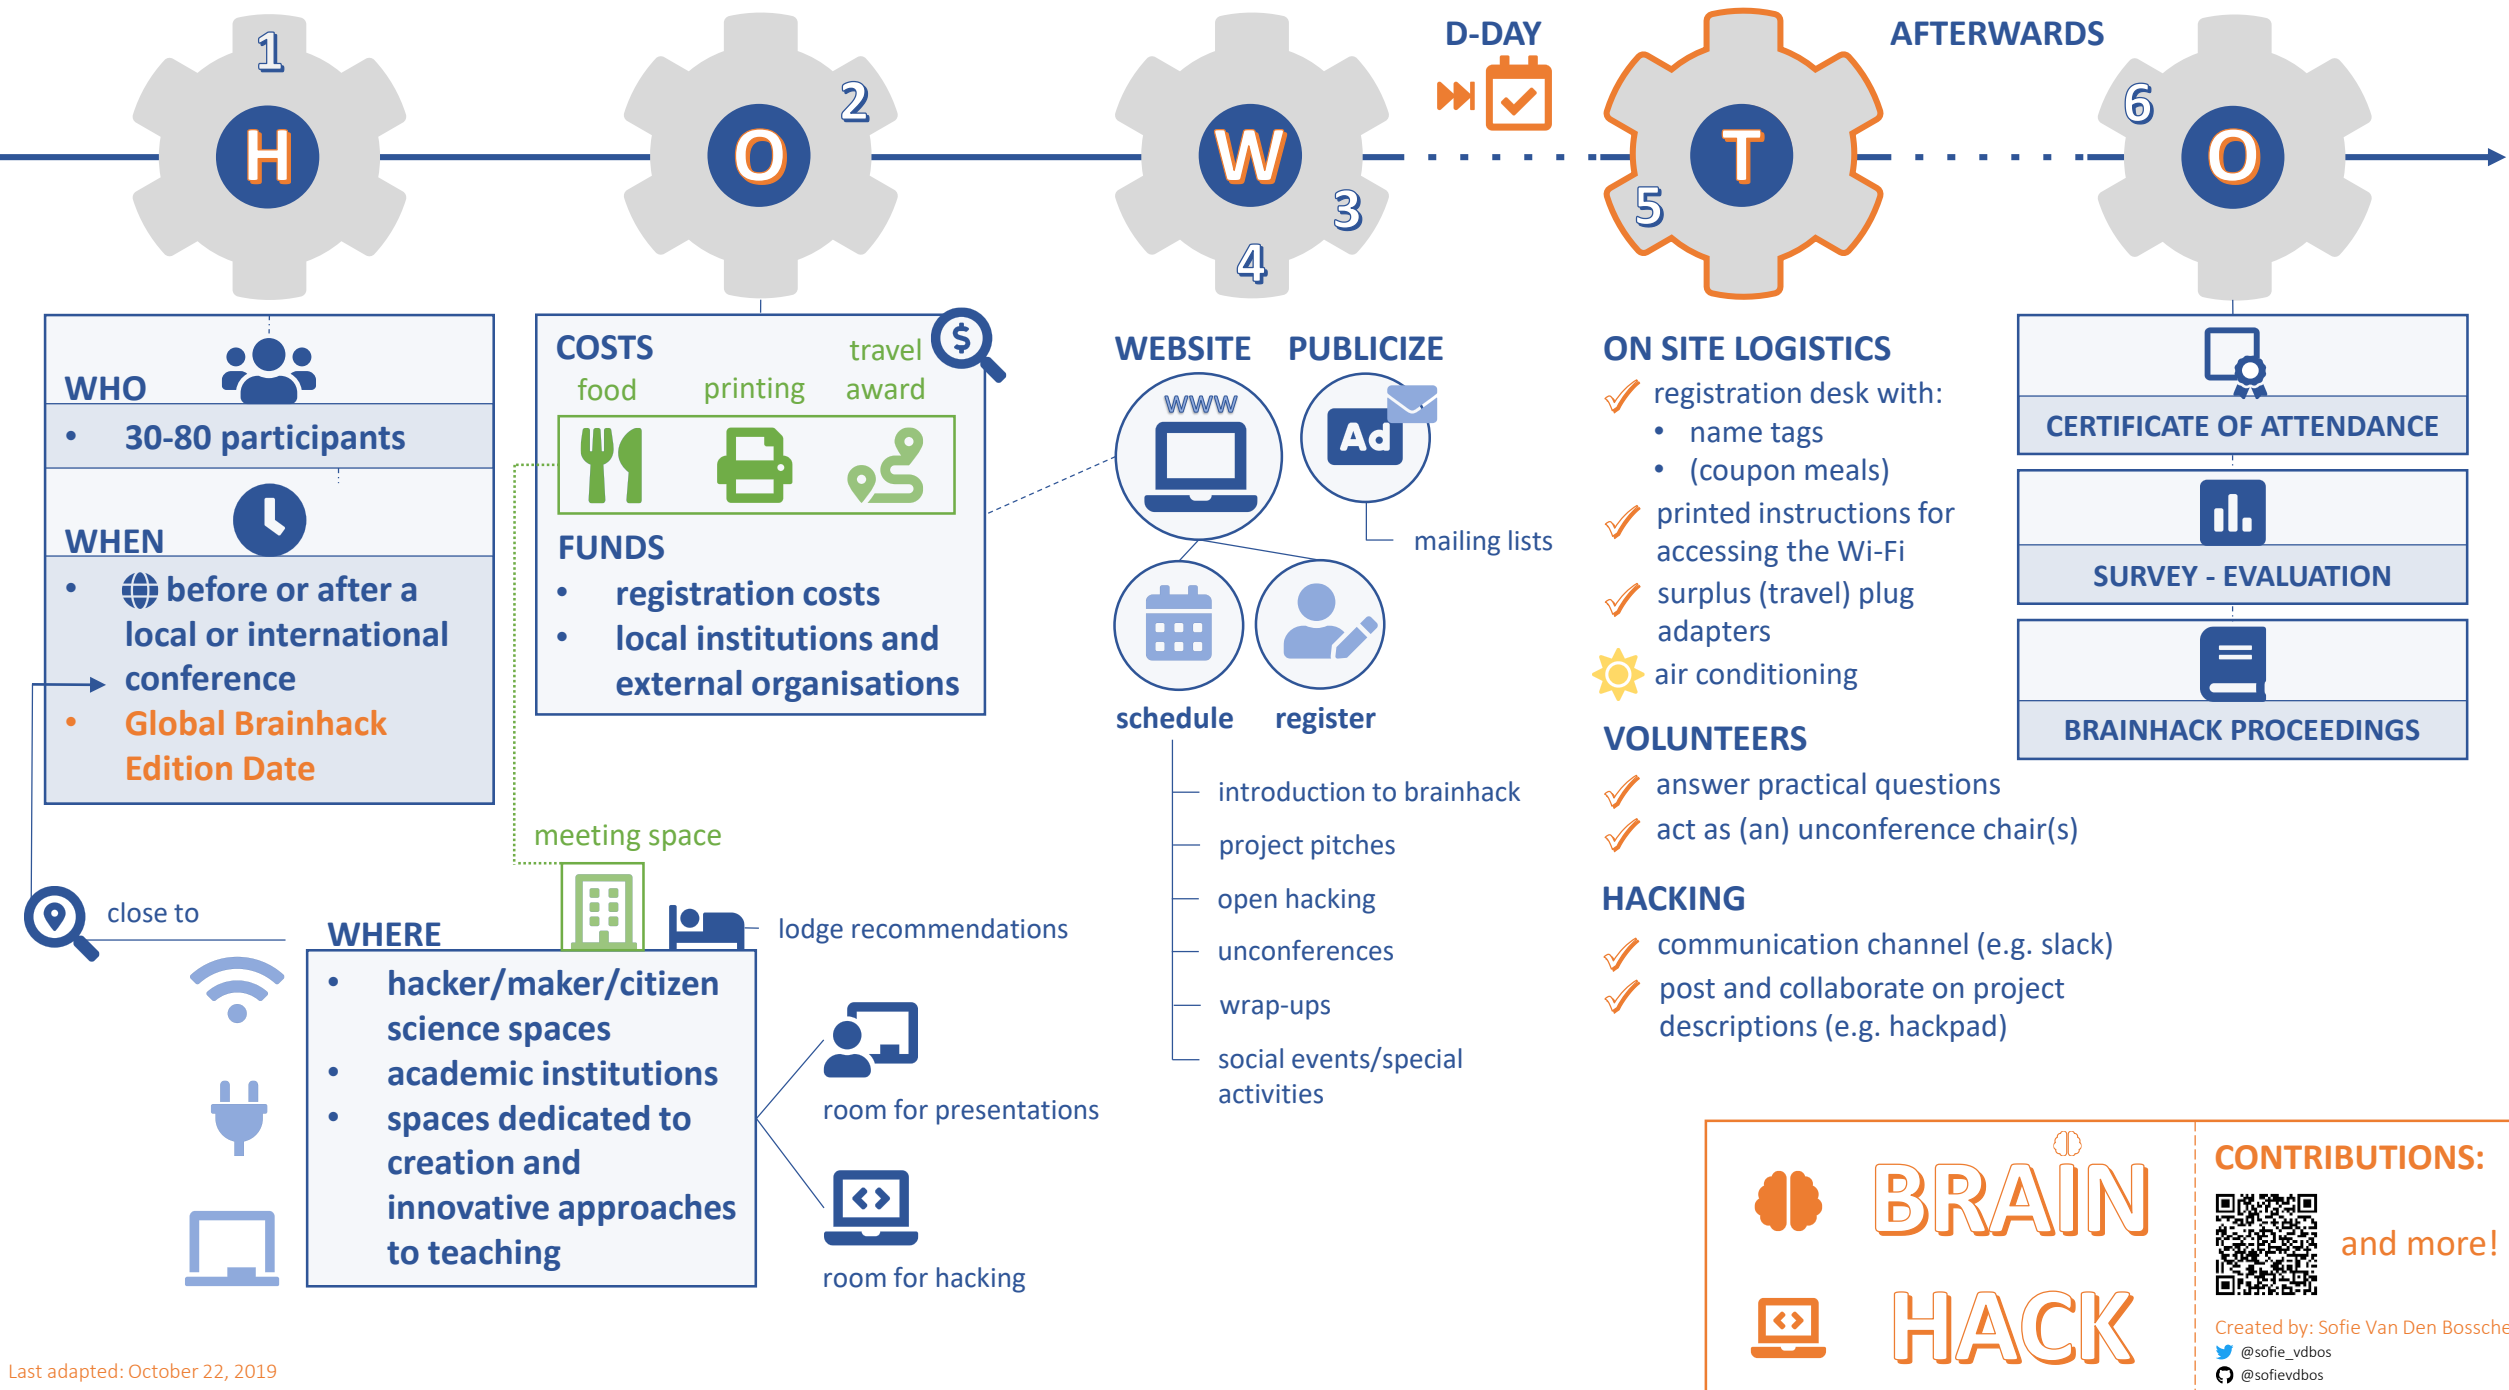 1
H
2
O
W
3
4
D-DAY
5
T
AFTERWARDS
6
O
WHO
• 30-80 participants
WHEN
• before or after a
local or international
conference
• Global Brainhack
Edition Date
close to
COSTS
food
printing
travel
award
$
FUNDS
• registration costs
• local institutions and
external organisations
meeting space
lodge recommendations
WHERE
• hacker/maker/citizen
science spaces
• academic institutions
• spaces dedicated to
creation and
innovative approaches
to teaching
room for presentations
room for hacking
WEBSITE
www
PUBLICIZE
Ad
mailing lists
schedule
register
introduction to brainhack
project pitches
open hacking
unconferences
wrap-ups
social events/special
activities
ON SITE LOGISTICS
registration desk with:
• name tags
• (coupon meals)
printed instructions for
accessing the Wi-Fi
surplus (travel) plug
adapters
air conditioning
VOLUNTEERS
answer practical questions
act as (an) unconference chair(s)
HACKING
communication channel (e.g. slack)
post and collaborate on project
descriptions (e.g. hackpad)
CERTIFICATE OF ATTENDANCE
SURVEY - EVALUATION
BRAINHACK PROCEEDINGS
BRAIN
HACK
CONTRIBUTIONS:
and more!
Created by: Sofie Van Den Bossche
@sofie_vdbos
@sofievdbos
Last adapted: October 22, 2019